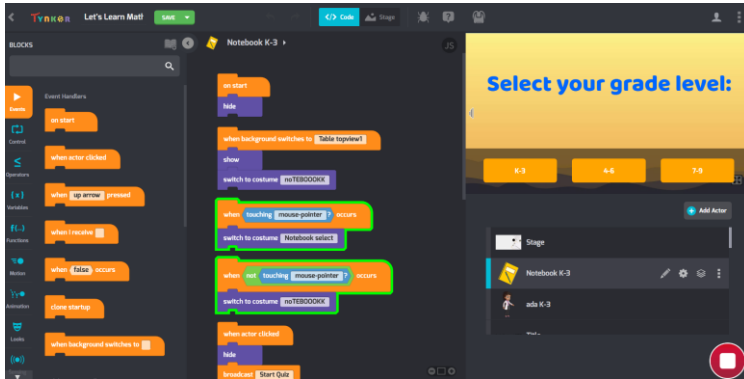 TYNKER Let's Learn Math SAVE
Code Stage
BLOCKS
Notebook K-3
JS
Events
Control
Operators
Variables
Functions
Motion
Animation
Looks
Event Handlers
on start
when actor clicked
when up arrow pressed
when I receive
when false occurs
clone startup
when background switches to
on start
hide
when background switches to Table topview1
show
switch to costume noTEBOOOKK
when touching mouse-pointer ? occurs
switch to costume Notebook select
when not touching mouse-pointer ? occurs
switch to costume noTEBOOOKK
when actor clicked
hide
broadcast Start Quiz
Select your grade level:
K-3 4-6 7-9
Add Actor
Stage
Notebook K-3
ada K-3